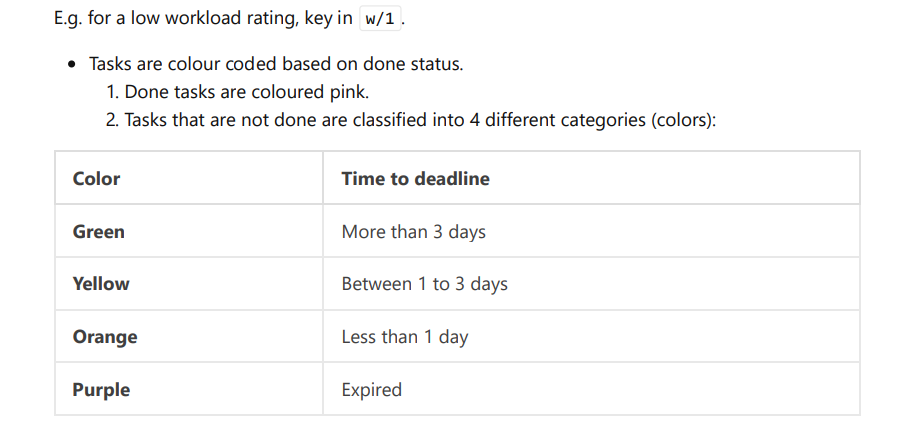 E.g. for a low workload rating, key in w/1 .
• Tasks are colour coded based on done status.
1. Done tasks are coloured pink.
2. Tasks that are not done are classified into 4 different categories (colors):
Color Time to deadline
Green More than 3 days
Yellow Between 1 to 3 days
Orange Less than 1 day
Purple Expired